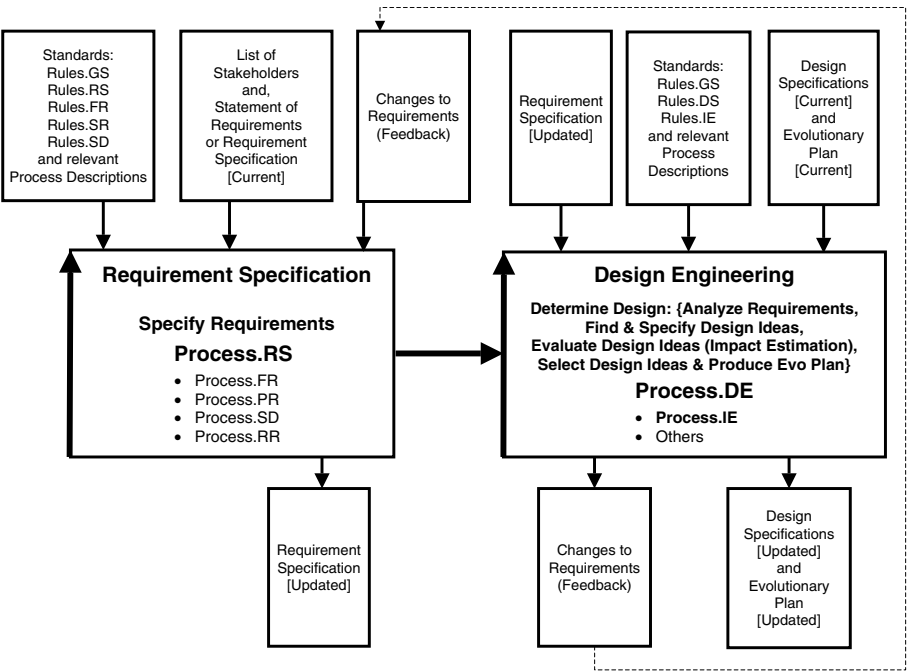 Standards:
Rules.GS
Rules.RS
Rules.FR
Rules.SR
Rules.SD
and relevant
Process Descriptions
List of
Stakeholders
and,
Statement of
Requirements
or Requirement
Specification
[Current]
Changes to
Requirements
(Feedback)
Requirement
Specification
[Updated]
Standards:
Rules.GS
Rules.DS
Rules.IE
and relevant
Process
Descriptions
Design
Specifications
[Current]
and
Evolutionary
Plan
[Current]
Requirement Specification
Specify Requirements
Process.RS
• Process.FR
• Process.PR
• Process.SD
• Process.RR
Design Engineering
Determine Design: {Analyze Requirements,
Find & Specify Design Ideas,
Evaluate Design Ideas (Impact Estimation),
Select Design Ideas & Produce Evo Plan}
Process.DE
• Process.IE
• Others
Requirement
Specification
[Updated]
Changes to
Requirements
(Feedback)
Design
Specifications
[Updated]
and
Evolutionary
Plan
[Updated]